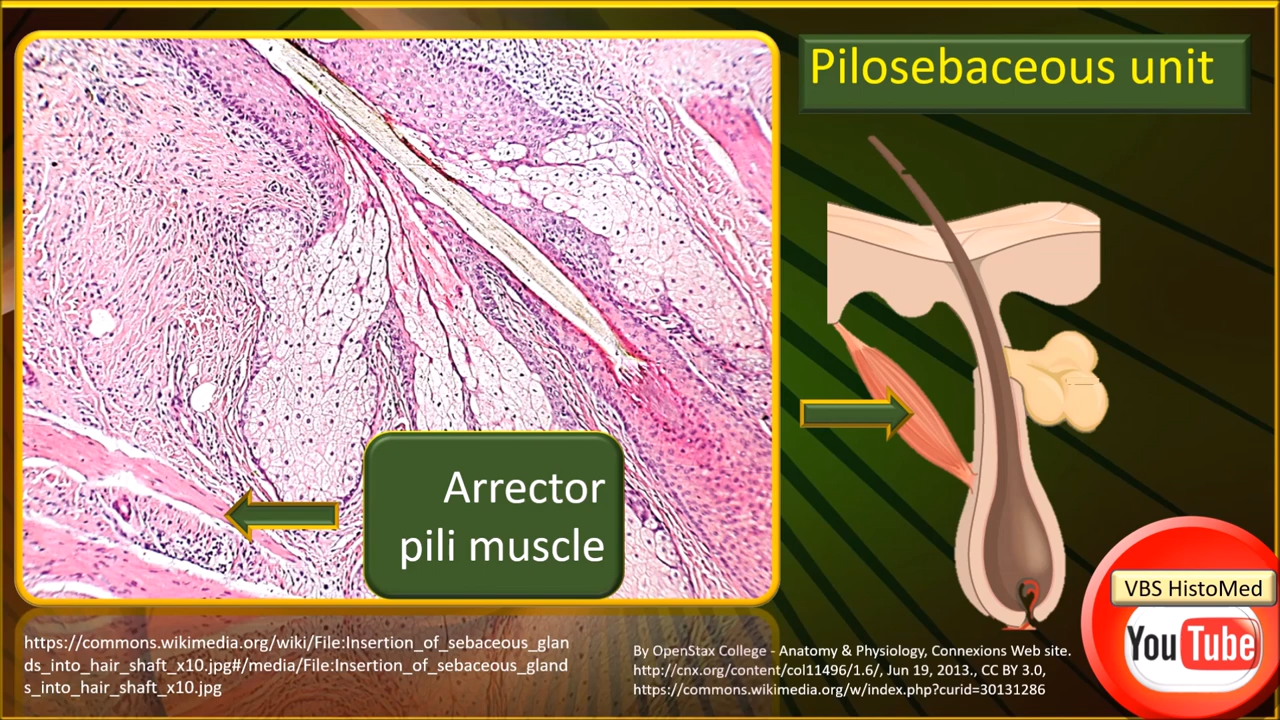 Pilosebaceous unit
Arrector
pili muscle
https://commons.wikimedia.org/wiki/File:Insertion_of_sebaceous_glan
ds_into_hair_shaft_x10.jpg#/media/File:Insertion_of_sebaceous_gland
s_into_hair_shaft_x10.jpg
By OpenStax College - Anatomy & Physiology, Connexions Web site.
http://cnx.org/content/col11496/1.6/, Jun 19, 2013., CC BY 3.0,
https://commons.wikimedia.org/w/index.php?curid=30131286
VBS HistoMed
You Tube